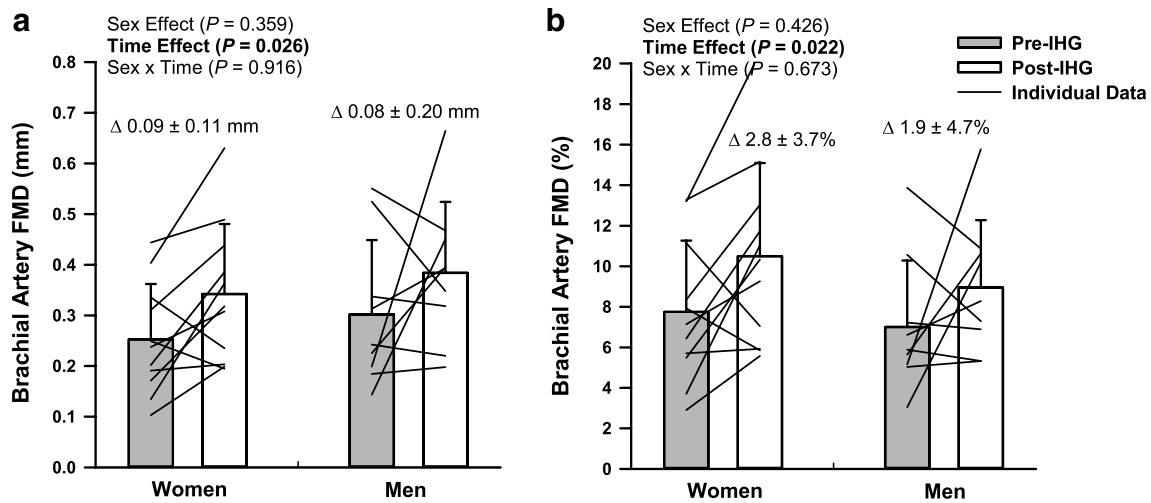 a
Sex Effect (P = 0.359)
Time Effect (P = 0.026)
Sex x Time (P = 0.916)
0.8
0.7
0.6
0.5
0.4
0.3
0.2
0.1
0.0
Brachial Artery FMD (mm)
Δ 0.09 ± 0.11 mm
Δ 0.08 ± 0.20 mm
Women
Men
b
Sex Effect (P = 0.426)
Time Effect (P = 0.022)
Sex x Time (P = 0.673)
20
18
16
14
12
10
8
6
4
2
0
Brachial Artery FMD (%)
Δ 2.8 ± 3.7%
Δ 1.9 ± 4.7%
Women
Men
Pre-IHG
Post-IHG
Individual Data